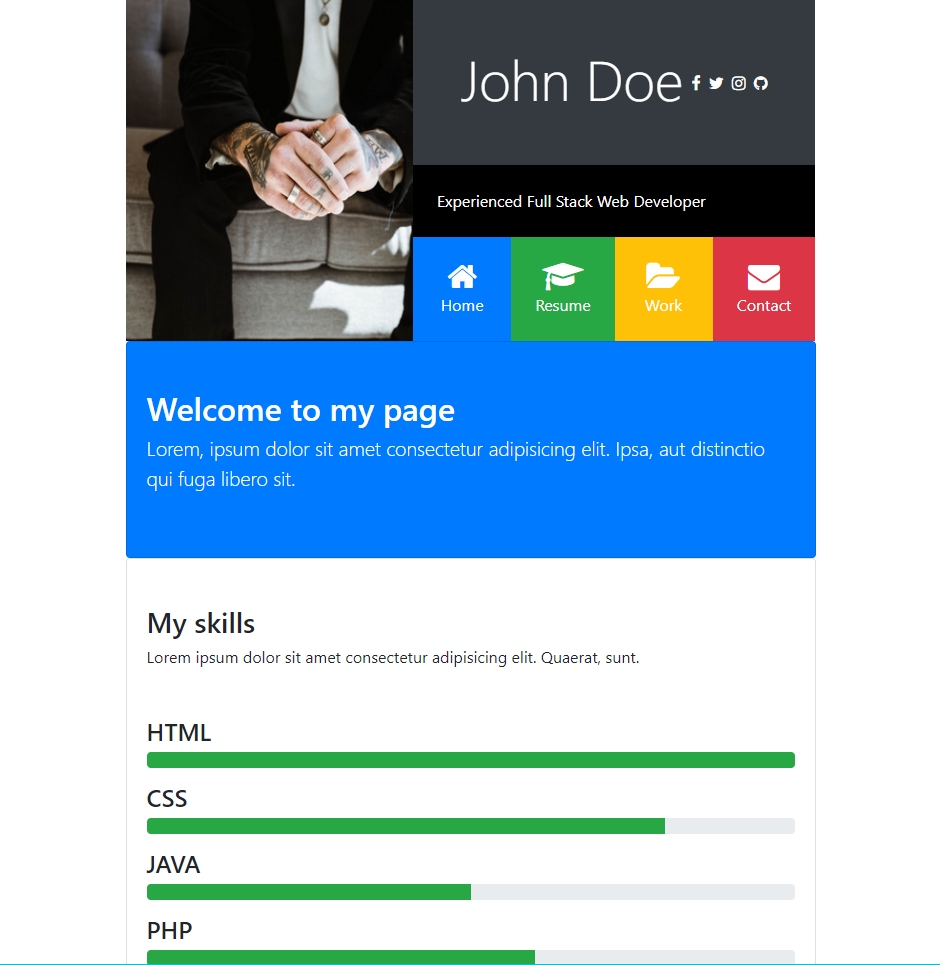 John Doe
Experienced Full Stack Web Developer
Home
Resume
Work
Contact
Welcome to my page
Lorem, ipsum dolor sit amet consectetur adipisicing elit. Ipsa, aut distinctio
qui fuga libero sit.
My skills
Lorem ipsum dolor sit amet consectetur adipisicing elit. Quaerat, sunt.
HTML
CSS
JAVA
PHP